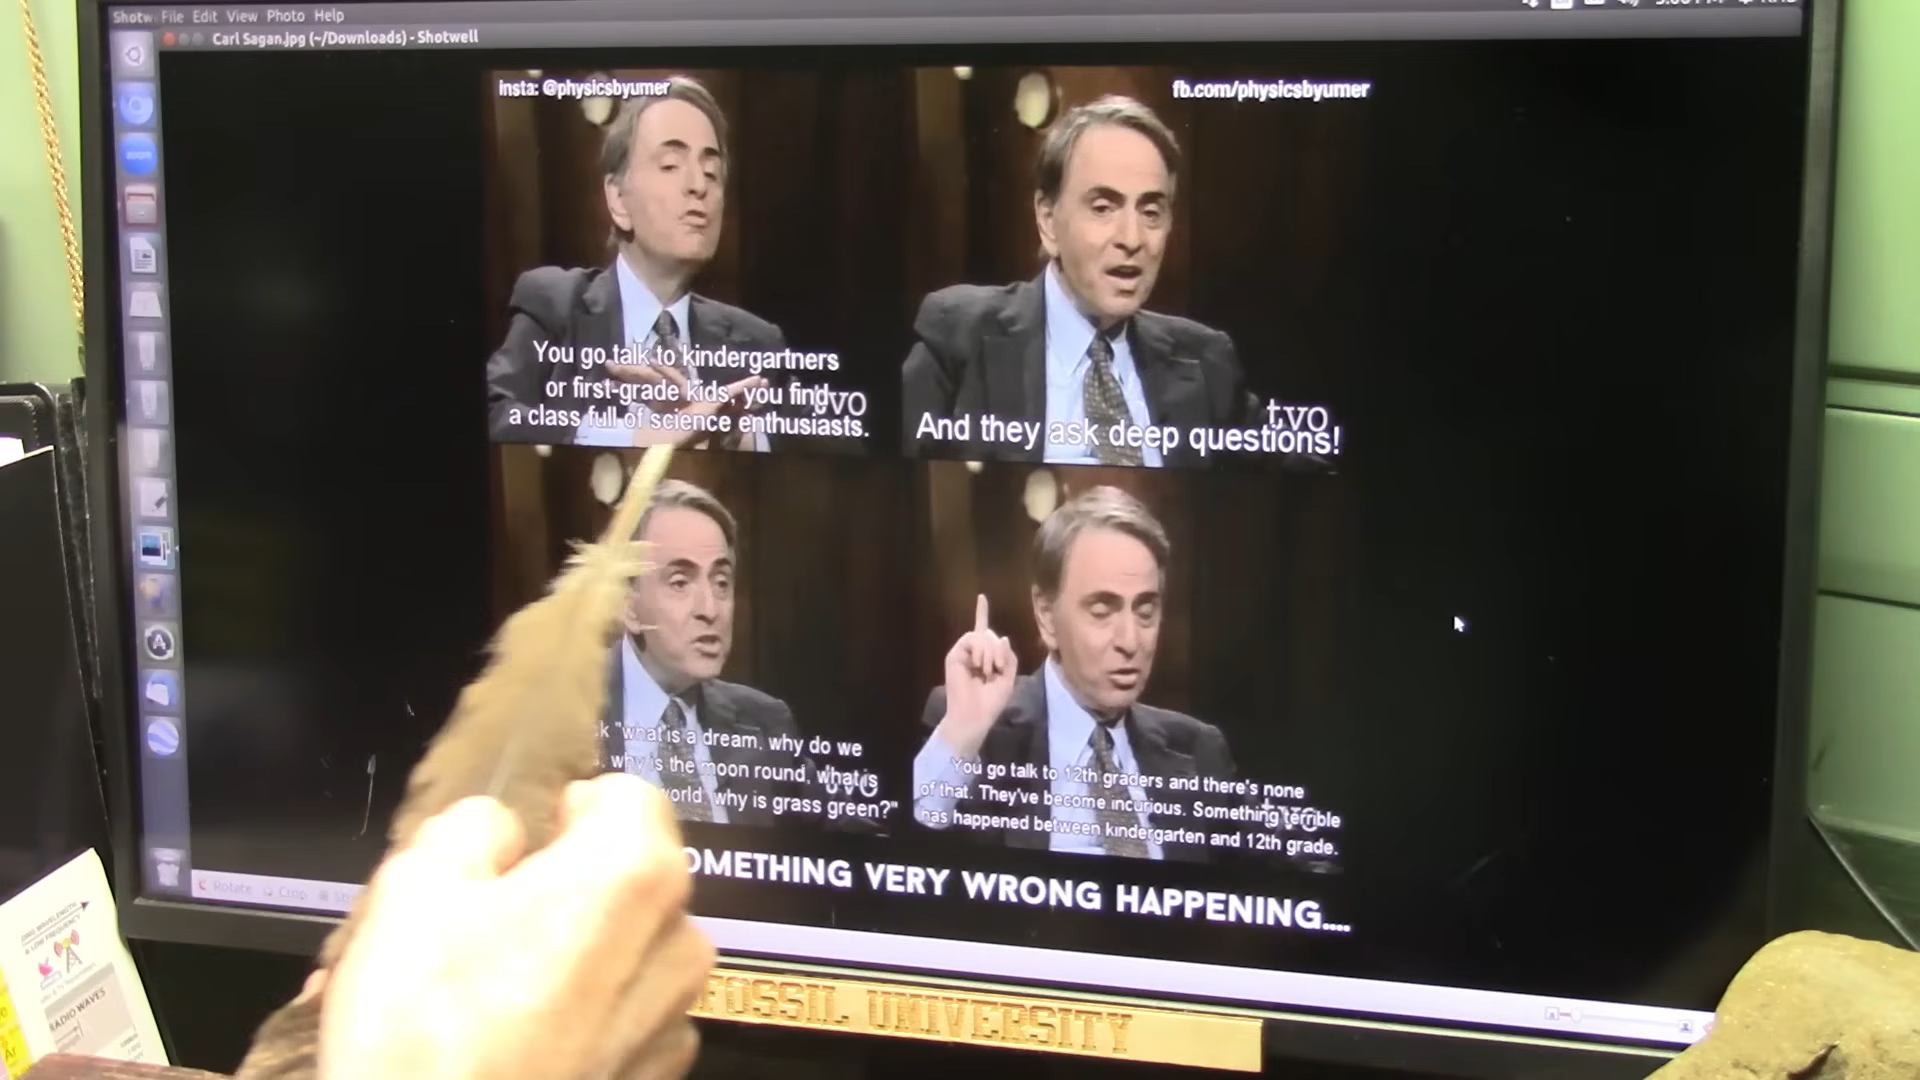 Shotw File Edit View Photo Help
Carl Sagan.jpg (~/Downloads) - Shotwell
insta: @physicsbyumer
fb.com/physicsbyumer
You go talk to kindergartners
or first-grade kids, you find
a class full of science enthusiasts.
tvo
And they ask deep questions!
tvo
"what is a dream, why do we
why is the moon round, what is
world, why is grass green?"
tvo
You go talk to 12th graders and there's none
of that. They've become incurious. Something terrible
has happened between kindergarten and 12th grade.
tvo
OMETHING VERY WRONG HAPPENING....
Rotate Crop
FOSSIL UNIVERSITY
& LOW FREQUENCY
RADIO WAVES